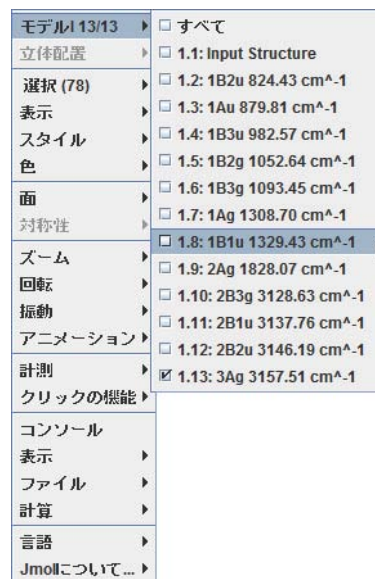 モデルI 13/13
立体配置
選択 (78)
表示
スタイル
色
面
対称性
ズーム
回転
振動
アニメーション
計測
クリックの機能
コンソール
表示
ファイル
計算
言語
Jmolについて...
すべて
1.1: Input Structure
1.2: 1B2u 824.43 cm^-1
1.3: 1Au 879.81 cm^-1
1.4: 1B3u 982.57 cm^-1
1.5: 1B2g 1052.64 cm^-1
1.6: 1B3g 1093.45 cm^-1
1.7: 1Ag 1308.70 cm^-1
1.8: 1B1u 1329.43 cm^-1
1.9: 2Ag 1828.07 cm^-1
1.10: 2B3g 3128.63 cm^-1
1.11: 2B1u 3137.76 cm^-1
1.12: 2B2u 3146.19 cm^-1
1.13: 3Ag 3157.51 cm^-1